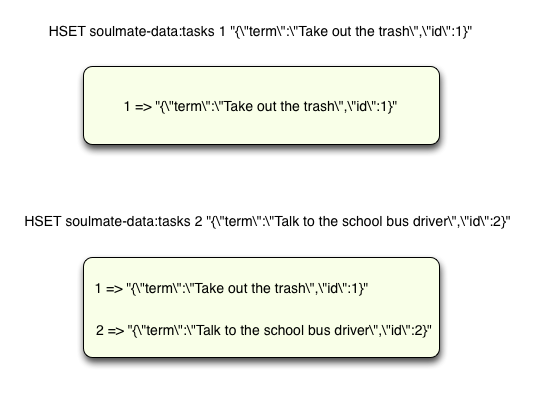 HSET soulmate-data:tasks 1 "{\"term\":\"Take out the trash\",\"id\":1}"
1 => "{\"term\":\"Take out the trash\",\"id\":1}"
HSET soulmate-data:tasks 2 "{\"term\":\"Talk to the school bus driver\",\"id\":2}"
1 => "{\"term\":\"Take out the trash\",\"id\":1}"
2 => "{\"term\":\"Talk to the school bus driver\",\"id\":2}"